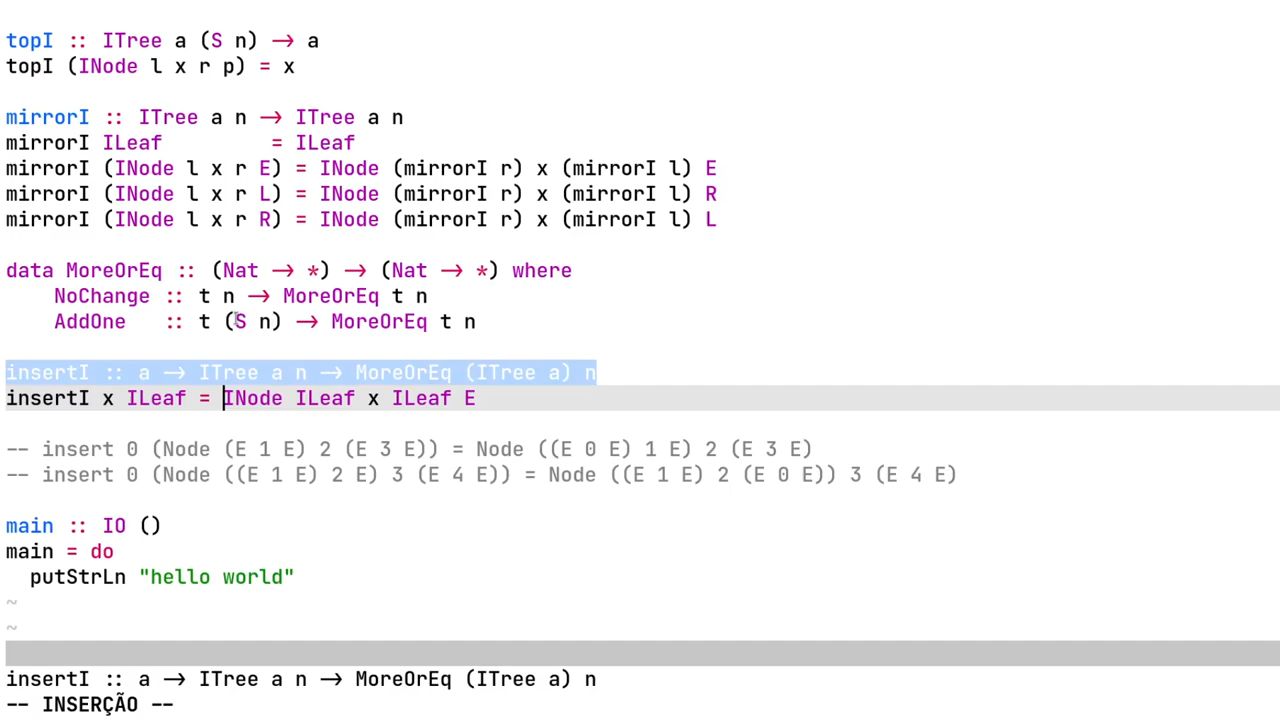 topI :: ITree a (S n) → a
topI (INode l x r p) = x
mirrorI :: ITree a n → ITree a n
mirrorI ILeaf = ILeaf
mirrorI (INode l x r E) = INode (mirrorI r) x (mirrorI l) E
mirrorI (INode l x r L) = INode (mirrorI r) x (mirrorI l) R
mirrorI (INode l x r R) = INode (mirrorI r) x (mirrorI l) L
data MoreOrEq :: (Nat → *) → (Nat → *) where
NoChange :: t n → MoreOrEq t n
AddOne :: t (S n) → MoreOrEq t n
insertI :: a → ITree a n → MoreOrEq (ITree a) n
insertI x ILeaf = INode ILeaf x ILeaf E
-- insert 0 (Node (E 1 E) 2 (E 3 E)) = Node ((E 0 E) 1 E) 2 (E 3 E)
-- insert 0 (Node ((E 1 E) 2 E) 3 (E 4 E)) = Node ((E 1 E) 2 (E 0 E)) 3 (E 4 E)
main :: IO ()
main = do
putStrLn "hello world"
~
~
insertI :: a → ITree a n → MoreOrEq (ITree a) n
-- INSERÇÃO --